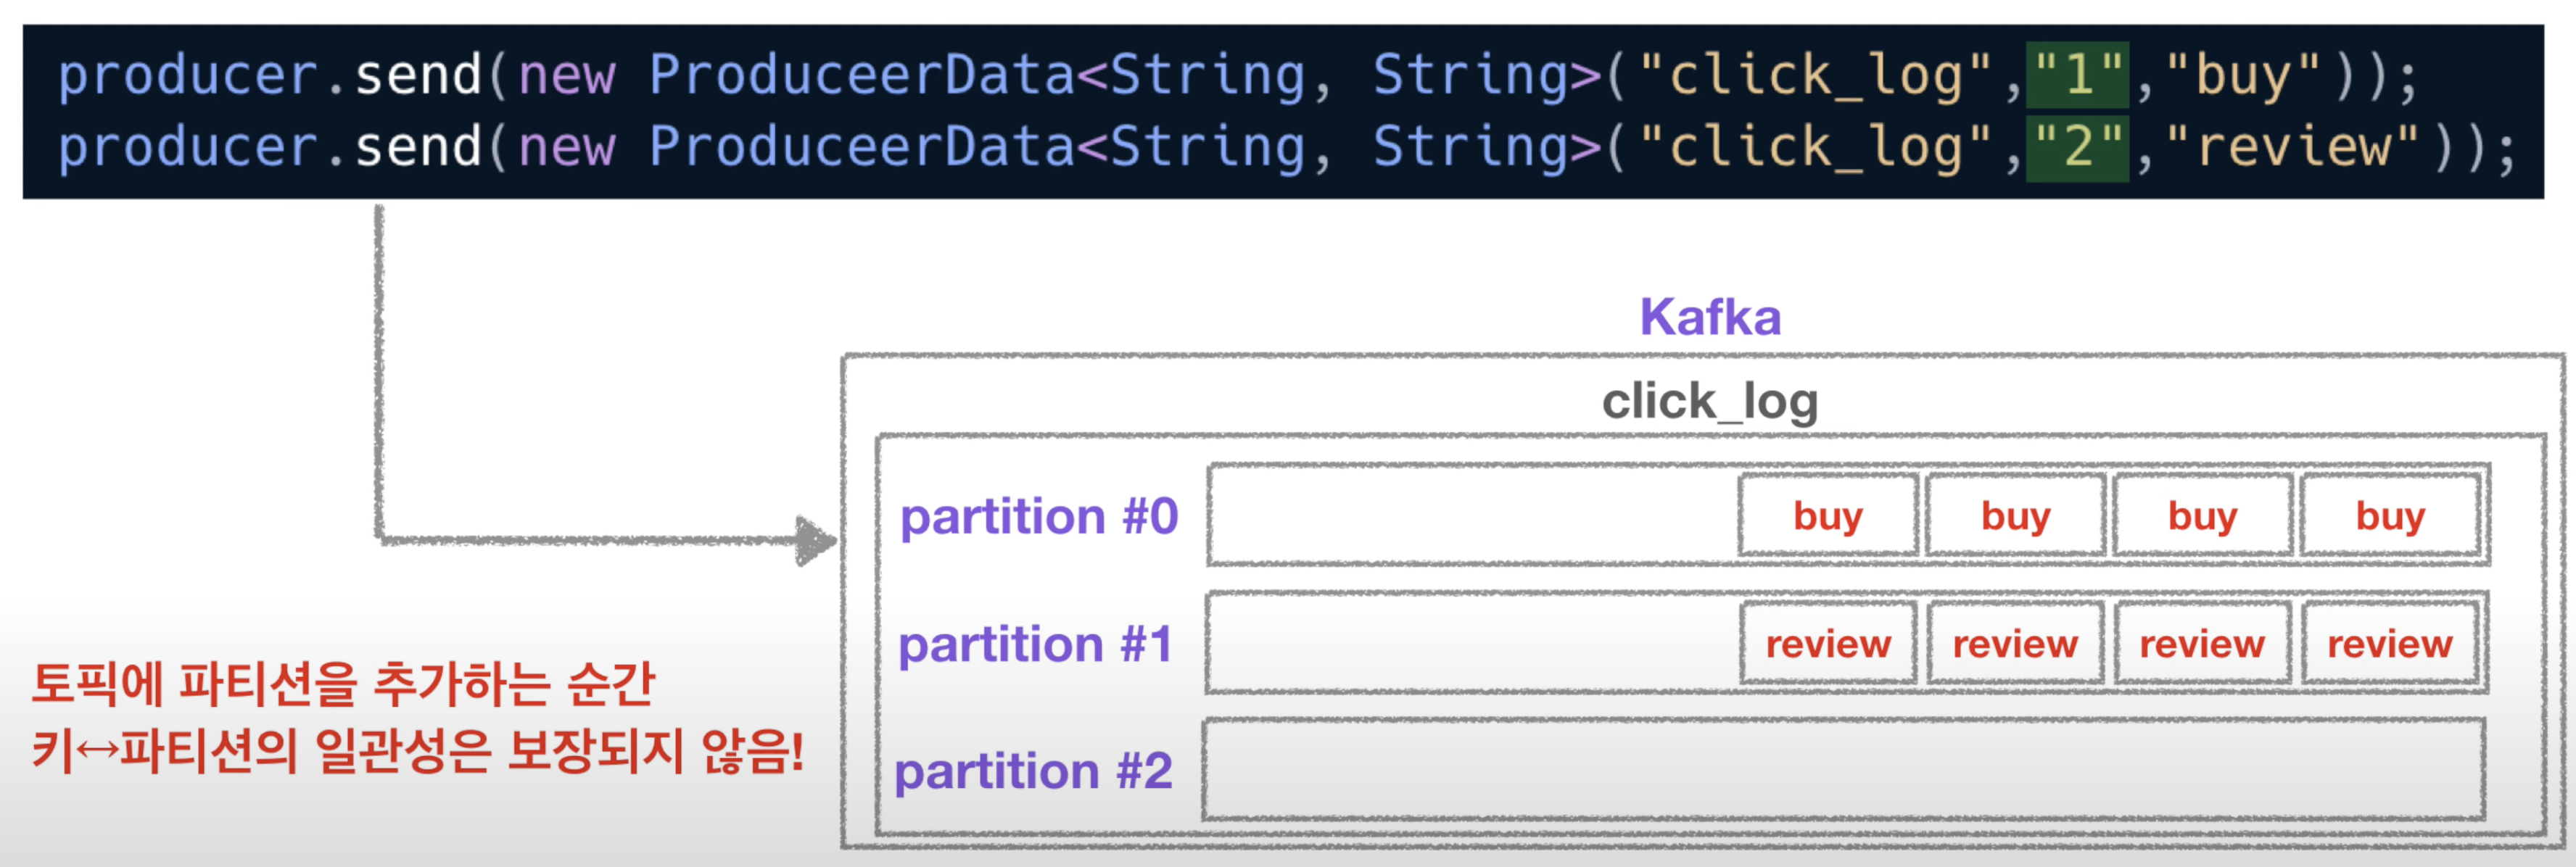 producer.send(new ProduceerData<String, String>("click_log","1","buy"));
producer.send(new ProduceerData<String, String>("click_log","2","review"));
Kafka
click_log
partition #0 buy buy buy buy
partition #1 review review review review
partition #2
토픽에 파티션을 추가하는 순간
키↔파티션의 일관성은 보장되지 않음!